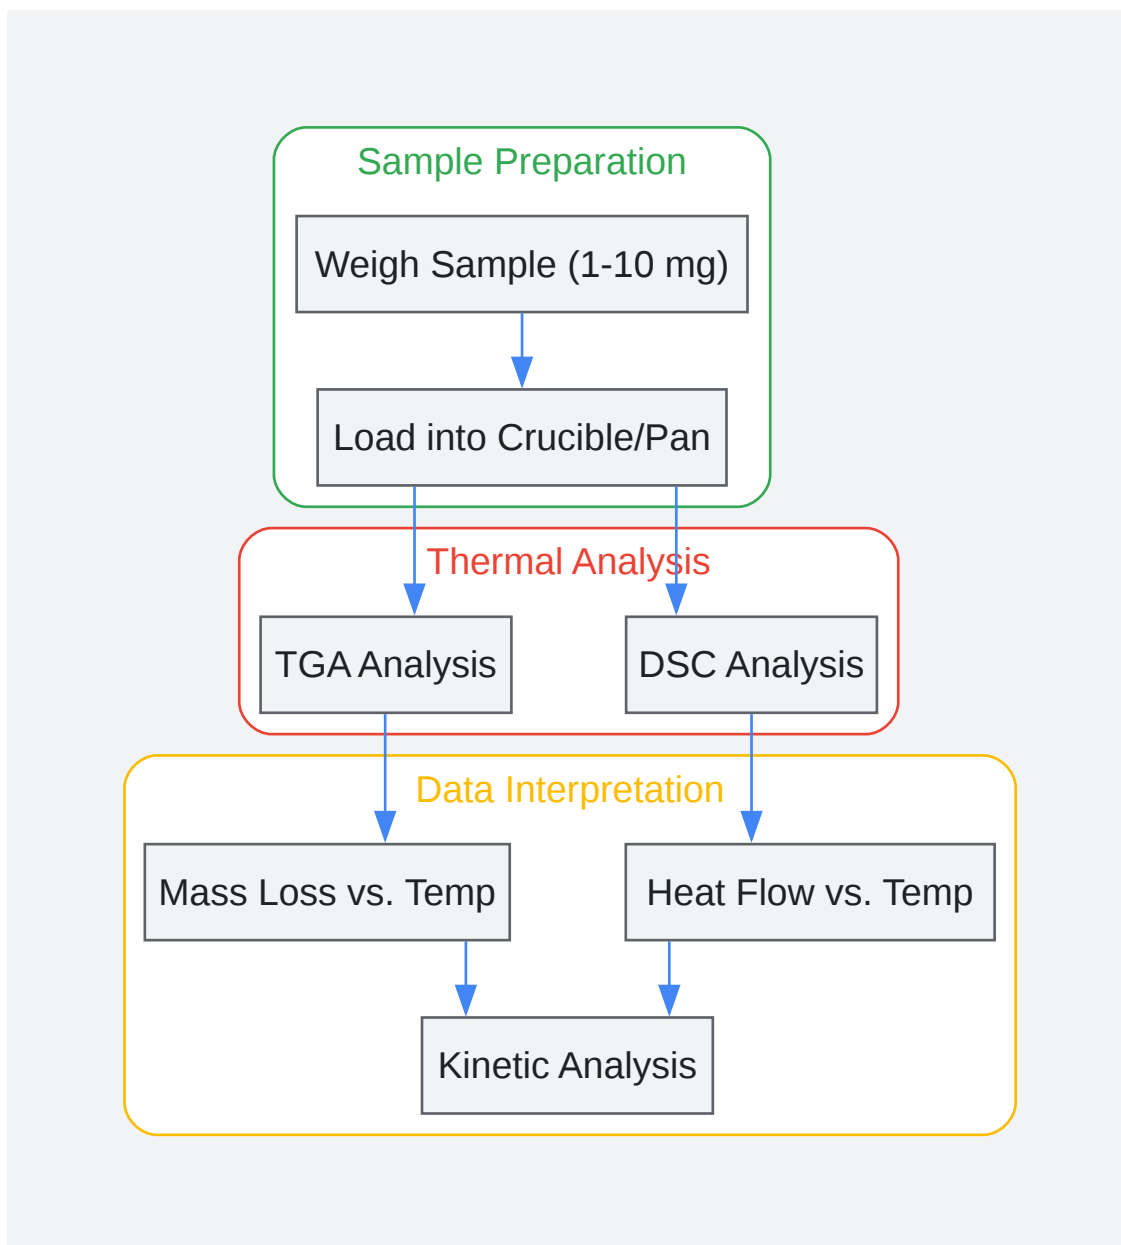 Sample Preparation
Weigh Sample (1-10 mg)
Load into Crucible/Pan
Thermal Analysis
TGA Analysis
DSC Analysis
Data Interpretation
Mass Loss vs. Temp
Heat Flow vs. Temp
Kinetic Analysis